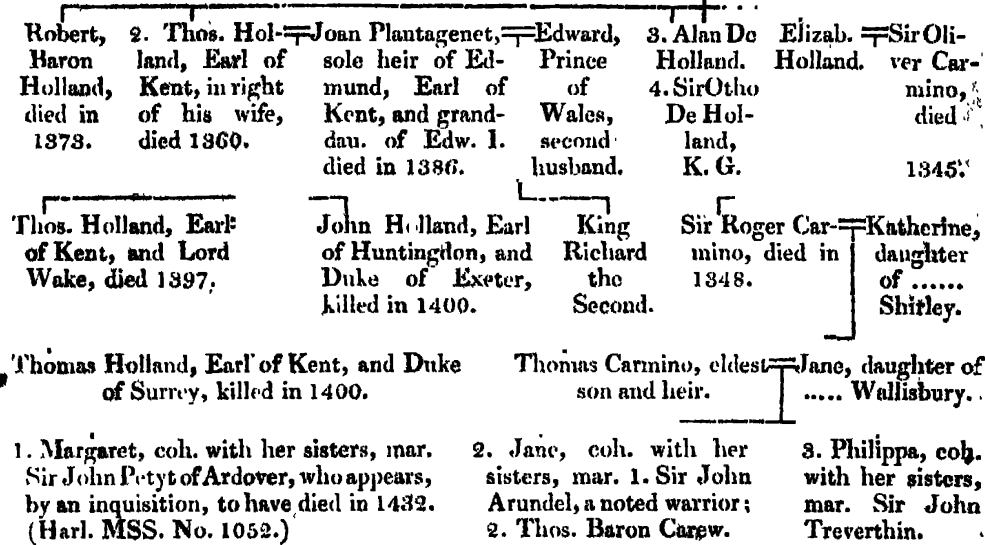 Robert, Baron Holland, died in 1373.
2. Thos. Holland, Earl of Kent, in right of his wife, died 1360.
Joan Plantagenet, sole heir of Edmund, Earl of Kent, and grand-dau. of Edw. I. died in 1386.
Edward, Prince of Wales, second husband.
3. Alan De Holland.
4. Sir Otho De Holland, K. G.
Elizab. Holland.
Sir Oliver Carmino, died 1345.
Thos. Holland, Earl
of Kent, and Lord
Wake, died 1397.
John Holland, Earl
of Huntingdon, and
Duke of Exeter,
killed in 1400.
King
Richard
the
Second.
Sir Roger Car-
mino, died in
1348.
Katherine,
daughter
of ......
Shirley.
Thomas Holland, Earl of Kent, and Duke
of Surrey, killed in 1400.
Thomas Carmino, eldest
son and heir.
Jane, daughter of
..... Wallisbury.
1. Margaret, coh. with her sisters, mar.
Sir John Petyt of Ardover, who appears,
by an inquisition, to have died in 1432.
(Harl. MSS. No. 1052.)
2. Jane, coh. with her
sisters, mar. 1. Sir John
Arundel, a noted warrior;
2. Thos. Baron Carew.
3. Philippa, coh.
with her sisters,
mar. Sir John
Treverthin.